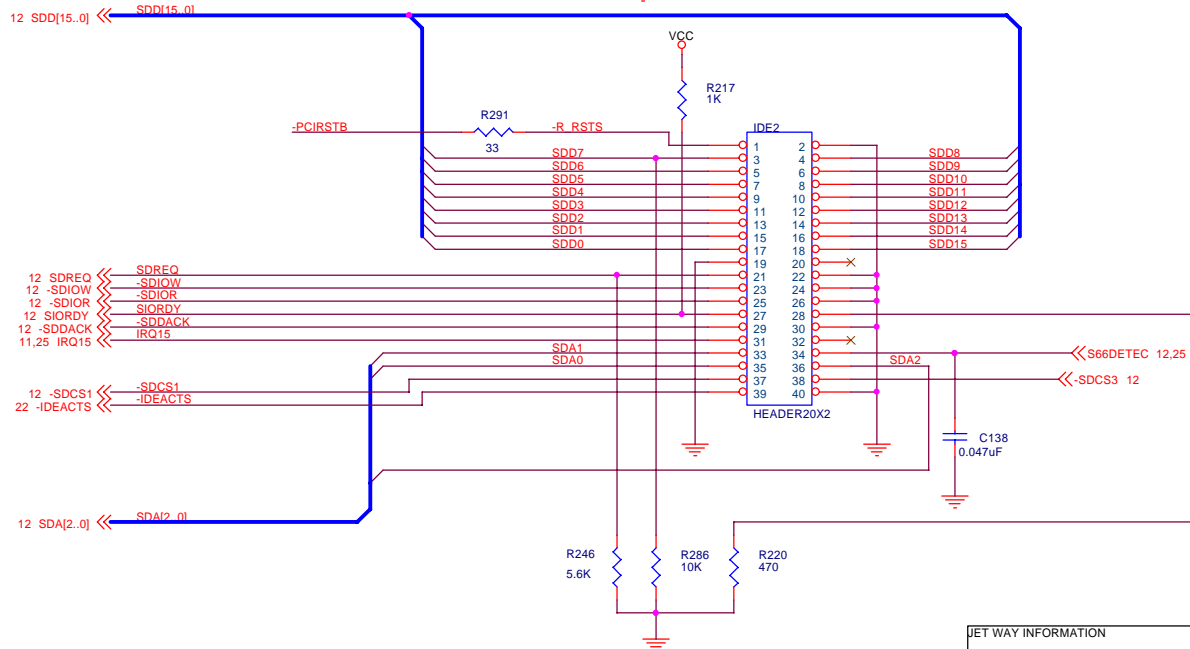 12 SDD[15..0] SDD[15..0]
VCC
R217
1K
R291
-PCIRSTB -R_RSTS
33
IDE2
1 2
SDD7 3 4 SDD8
SDD6 5 6 SDD9
SDD5 7 8 SDD10
SDD4 9 10 SDD11
SDD3 11 12 SDD12
SDD2 13 14 SDD13
SDD1 15 16 SDD14
SDD0 17 18 SDD15
19 20
12 SDREQ SDREQ 21 22
12 -SDIOW -SDIOW 23 24
12 -SDIOR -SDIOR 25 26
12 SIORDY SIORDY 27 28
12 -SDDACK -SDDACK 29 30
11,25 IRQ15 IRQ15 31 32
SDA1 33 34 S66DETEC 12,25
SDA0 35 36 SDA2
37 38 -SDCS3 12
12 -SDCS1 -SDCS1 39 40
22 -IDEACTS -IDEACTS
HEADER20X2
C138
0.047uF
12 SDA[2..0] SDA[2..0]
R246 R286 R220
5.6K 10K 470
JET WAY INFORMATION